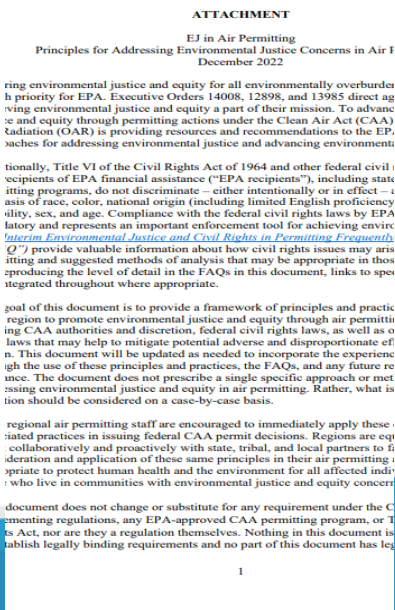 ATTACHMENT
EJ in Air Permitting
Principles for Addressing Environmental Justice Concerns in Air P
December 2022
ring environmental justice and equity for all environmentally overburde
h priority for EPA. Executive Orders 14008, 12898, and 13985 direct ag
ving environmental justice and equity a part of their mission. To advanc
e and equity through permitting actions under the Clean Air Act (CAA)
Radiation (OAR) is providing resources and recommendations to the EPA
oaches for addressing environmental justice and advancing environmenta
tionally, Title VI of the Civil Rights Act of 1964 and other federal civil r
ecipients of EPA financial assistance ("EPA recipients"), including state
itting programs, do not discriminate – either intentionally or in effect – a
asis of race, color, national origin (including limited English proficiency
bility, sex, and age. Compliance with the federal civil rights laws by EPA
latory and represents an important enforcement tool for achieving enviro
Interim Environmental Justice and Civil Rights in Permitting Frequently
Q") provide valuable information about how civil rights issues may aris
itting and suggested methods of analysis that may be appropriate in thos
eproducing the level of detail in the FAQs in this document, links to spec
ntegrated throughout where appropriate.
goal of this document is to provide a framework of principles and practic
region to promote environmental justice and equity through air permittin
ing CAA authorities and discretion, federal civil rights laws, as well as o
laws that may help to mitigate potential adverse and disproportionate eff
n. This document will be updated as needed to incorporate the experienc
gh the use of these principles and practices, the FAQs, and any future re
nce. The document does not prescribe a single specific approach or met
essing environmental justice and equity in air permitting. Rather, what is
tion should be considered on a case-by-case basis.
regional air permitting staff are encouraged to immediately apply these
iated practices in issuing federal CAA permit decisions. Regions are equ
collaboratively and proactively with state, tribal, and local partners to f
ideration and application of these same principles in their air permitting
opriate to protect human health and the environment for all affected indi
who live in communities with environmental justice and equity concern
document does not change or substitute for any requirement under the C
ementing regulations, any EPA-approved CAA permitting program, or T
ts Act, nor are they a regulation themselves. Nothing in this document is
tablish legally binding requirements and no part of this document has leg
1